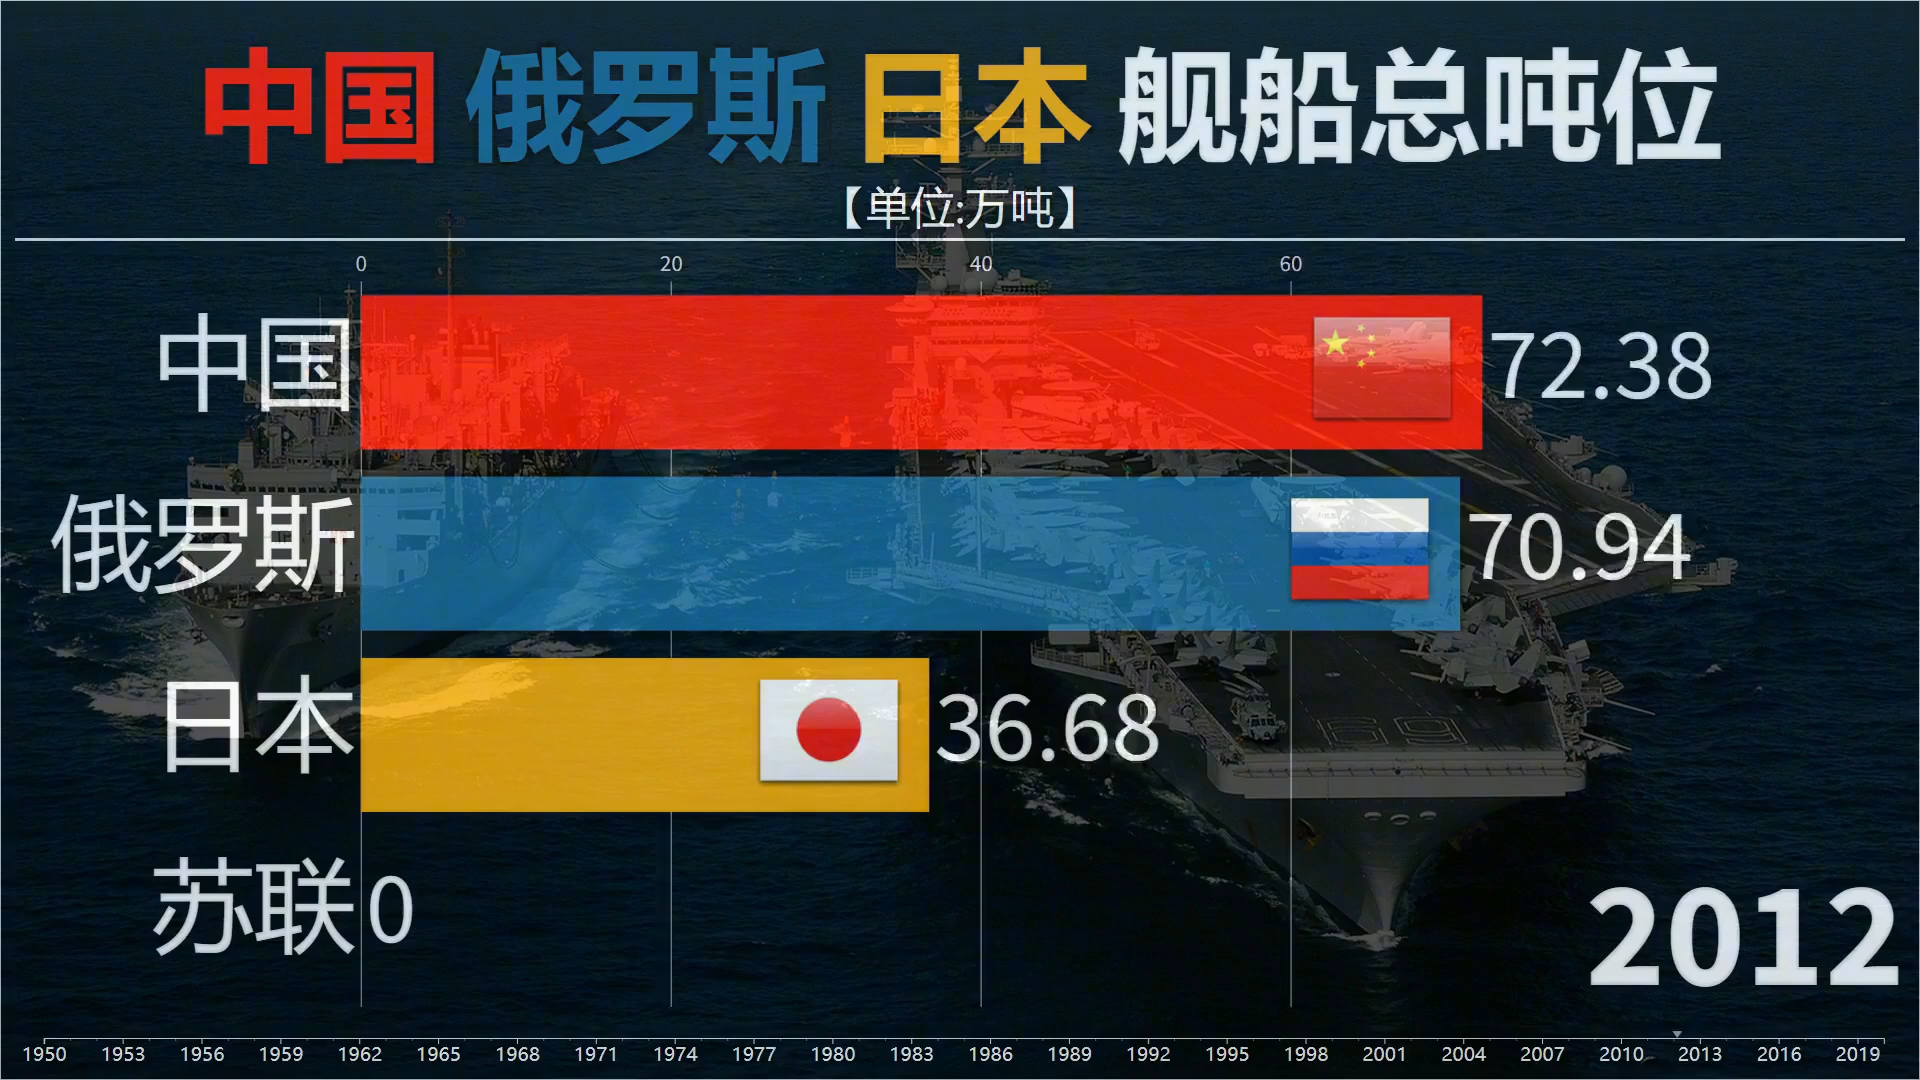 中国 俄罗斯 日本 舰船总吨位
【单位:万吨】
0 20 40 60
中国 72.38
俄罗斯 70.94
日本 36.68
苏联 0
2012
1950 1953 1956 1959 1962 1965 1968 1971 1974 1977 1980 1983 1986 1989 1992 1995 1998 2001 2004 2007 2010 2013 2016 2019